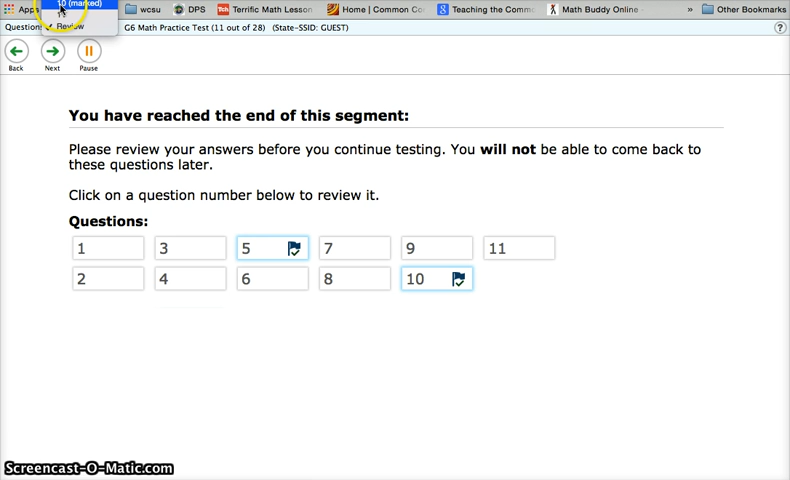 10 (marked)
11
✓ Review
Apps
wcsu
DPS
Tch Terrific Math Lesson
Home | Common Co
Teaching the Commo
Math Buddy Online
»
Other Bookmarks
Question:
G6 Math Practice Test (11 out of 28) (State-SSID: GUEST)
?
Back
Next
Pause
You have reached the end of this segment:
Please review your answers before you continue testing. You will not be able to come back to
these questions later.
Click on a question number below to review it.
Questions:
1 3 5 7 9 11
2 4 6 8 10
Screencast-O-Matic.com